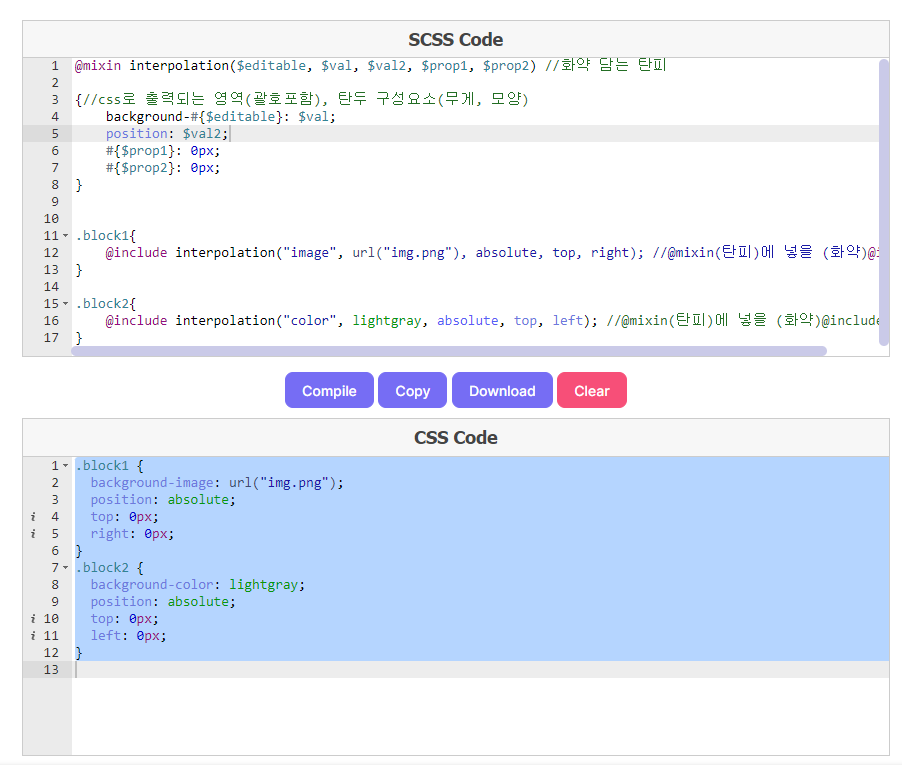 SCSS Code
1 @mixin interpolation($editable, $val, $val2, $prop1, $prop2) //화약 담는 탄피
2
3 {//css로 출력되는 영역(괄호포함), 탄두 구성요소(무게, 모양)
4 background-#{$editable}: $val;
5 position: $val2;
6 #{$prop1}: 0px;
7 #{$prop2}: 0px;
8 }
9
10
11 .block1{
12 @include interpolation("image", url("img.png"), absolute, top, right); //@mixin(탄피)에 넣을 (화약)@i
13 }
14
15 .block2{
16 @include interpolation("color", lightgray, absolute, top, left); //@mixin(탄피)에 넣을 (화약)@include
17 }
Compile Copy Download Clear
CSS Code
1 .block1 {
2 background-image: url("img.png");
3 position: absolute;
i 4 top: 0px;
i 5 right: 0px;
6 }
7 .block2 {
8 background-color: lightgray;
9 position: absolute;
i 10 top: 0px;
i 11 left: 0px;
12 }
13